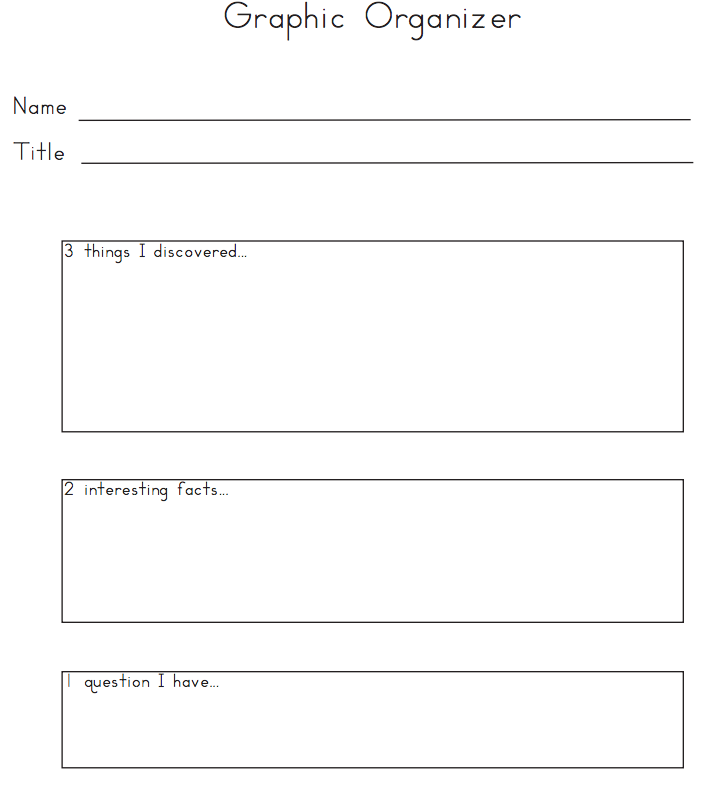 Graphic Organizer
Name
Title
3 things I discovered...
2 interesting facts...
1 question I have...